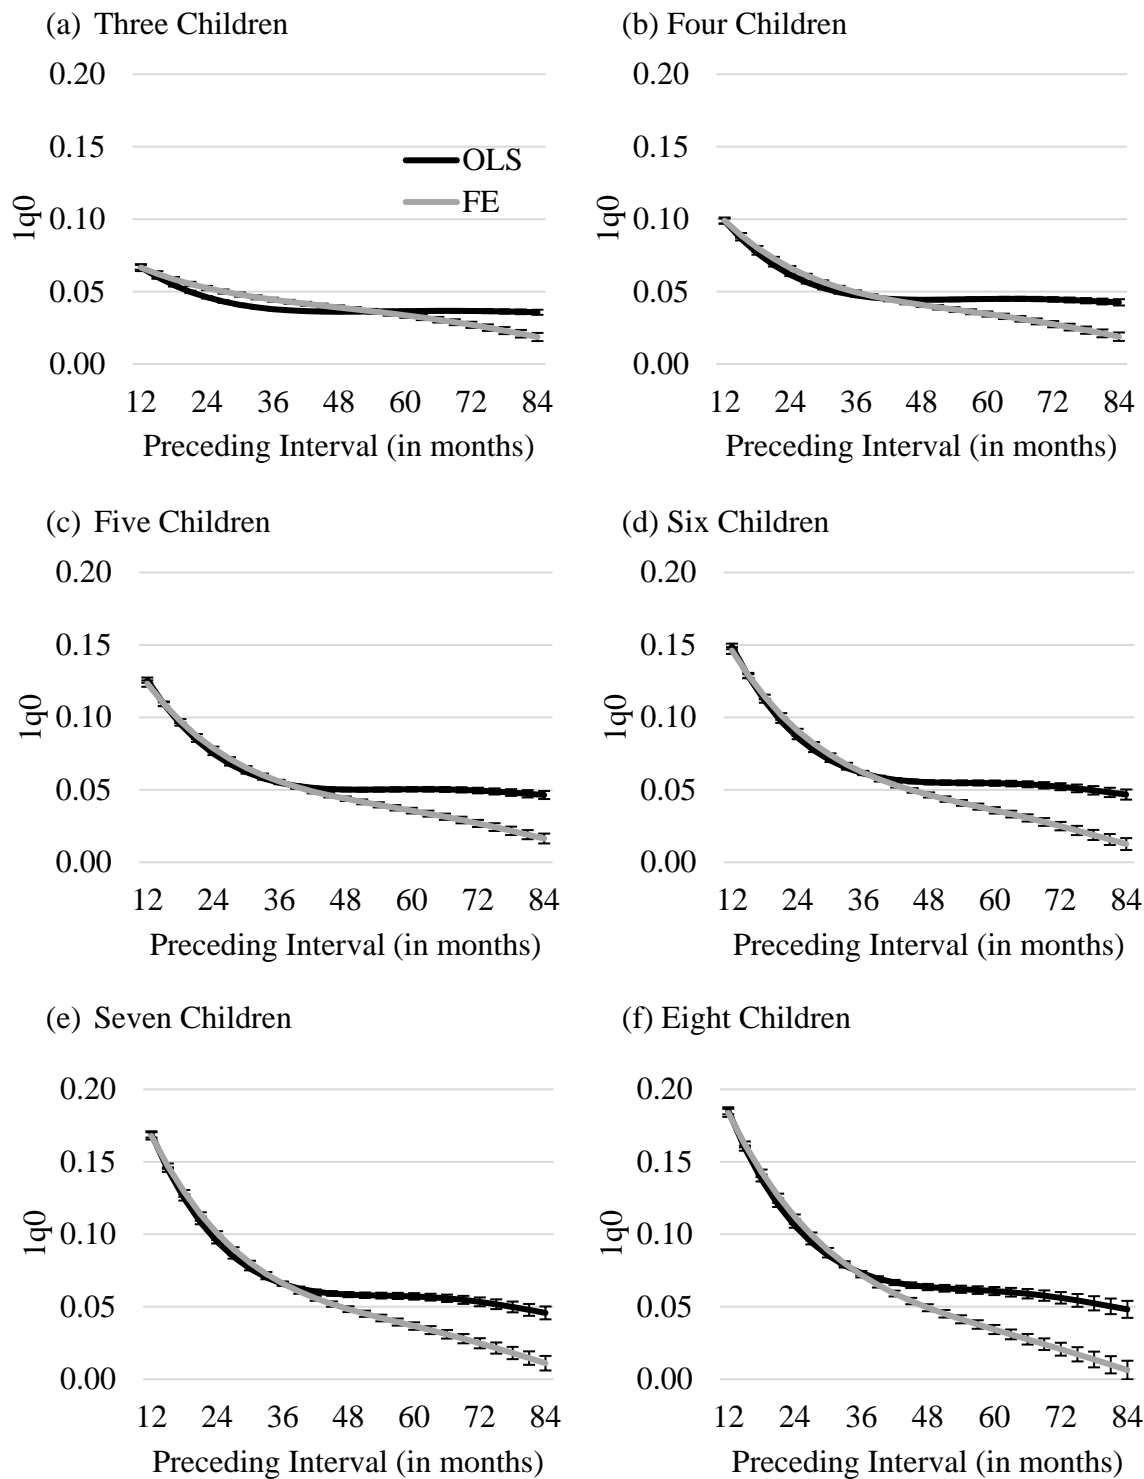 (a) Three Children
0.20
0.15
0.10
0.05
0.00
1q0
OLS
FE
12 24 36 48 60 72 84
Preceding Interval (in months)
(b) Four Children
0.20
0.15
0.10
0.05
0.00
1q0
12 24 36 48 60 72 84
Preceding Interval (in months)
(c) Five Children
0.20
0.15
0.10
0.05
0.00
1q0
12 24 36 48 60 72 84
Preceding Interval (in months)
(d) Six Children
0.20
0.15
0.10
0.05
0.00
1q0
12 24 36 48 60 72 84
Preceding Interval (in months)
(e) Seven Children
0.20
0.15
0.10
0.05
0.00
1q0
12 24 36 48 60 72 84
Preceding Interval (in months)
(f) Eight Children
0.20
0.15
0.10
0.05
0.00
1q0
12 24 36 48 60 72 84
Preceding Interval (in months)